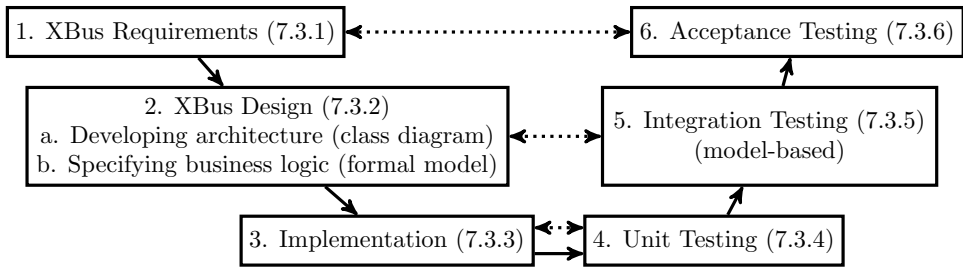 1. XBus Requirements (7.3.1)
6. Acceptance Testing (7.3.6)
2. XBus Design (7.3.2)
a. Developing architecture (class diagram)
b. Specifying business logic (formal model)
5. Integration Testing (7.3.5)
(model-based)
3. Implementation (7.3.3)
4. Unit Testing (7.3.4)